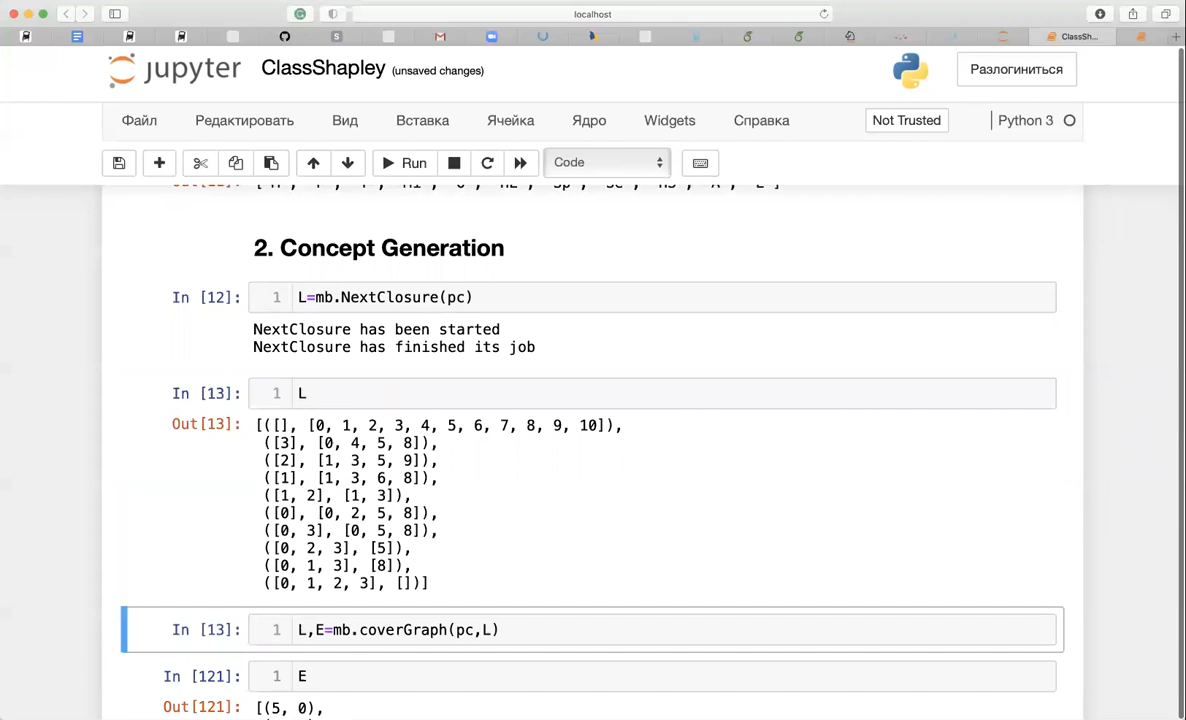 localhost
ClassSh...
jupyter ClassShapley (unsaved changes)
Разлогиниться
Файл Редактировать Вид Вставка Ячейка Ядро Widgets Справка Not Trusted Python 3
Run Code
2. Concept Generation
In [12]: 1 L=mb.NextClosure(pc)
NextClosure has been started
NextClosure has finished its job
In [13]: 1 L
Out[13]: [([], [0, 1, 2, 3, 4, 5, 6, 7, 8, 9, 10]),
([3], [0, 4, 5, 8]),
([2], [1, 3, 5, 9]),
([1], [1, 3, 6, 8]),
([1, 2], [1, 3]),
([0], [0, 2, 5, 8]),
([0, 3], [0, 5, 8]),
([0, 2, 3], [5]),
([0, 1, 3], [8]),
([0, 1, 2, 3], [])]
In [13]: 1 L,E=mb.coverGraph(pc,L)
In [121]: 1 E
Out[121]: [(5, 0),